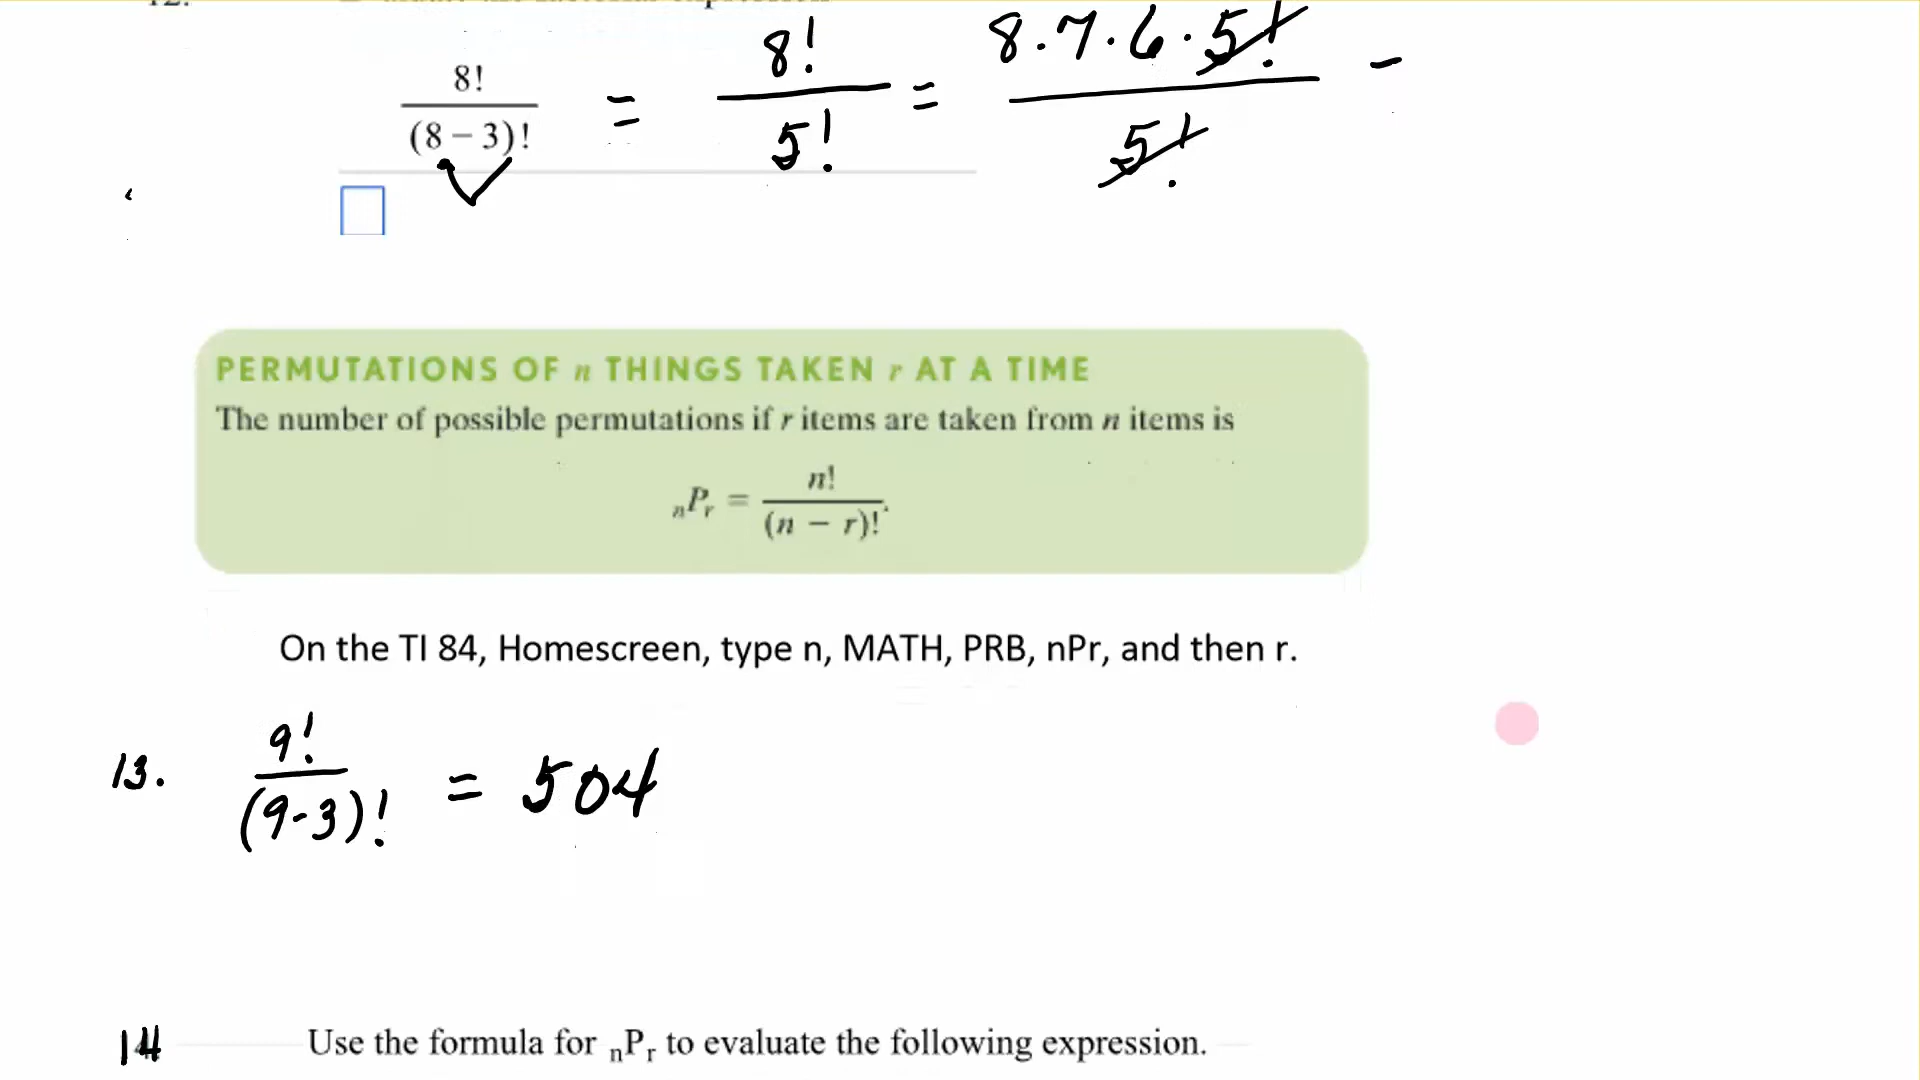 12.
8!/(8 – 3)! = 8!/5! = 8·7·6·5!/5! –
PERMUTATIONS OF n THINGS TAKEN r AT A TIME
The number of possible permutations if r items are taken from n items is
nPr = n!/(n − r)!.
On the TI 84, Homescreen, type n, MATH, PRB, nPr, and then r.
13. 9!/(9-3)! = 504
14 Use the formula for nPr to evaluate the following expression.